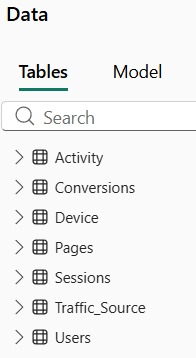 Data
Tables Model
Search
Activity
Conversions
Device
Pages
Sessions
Traffic_Source
Users